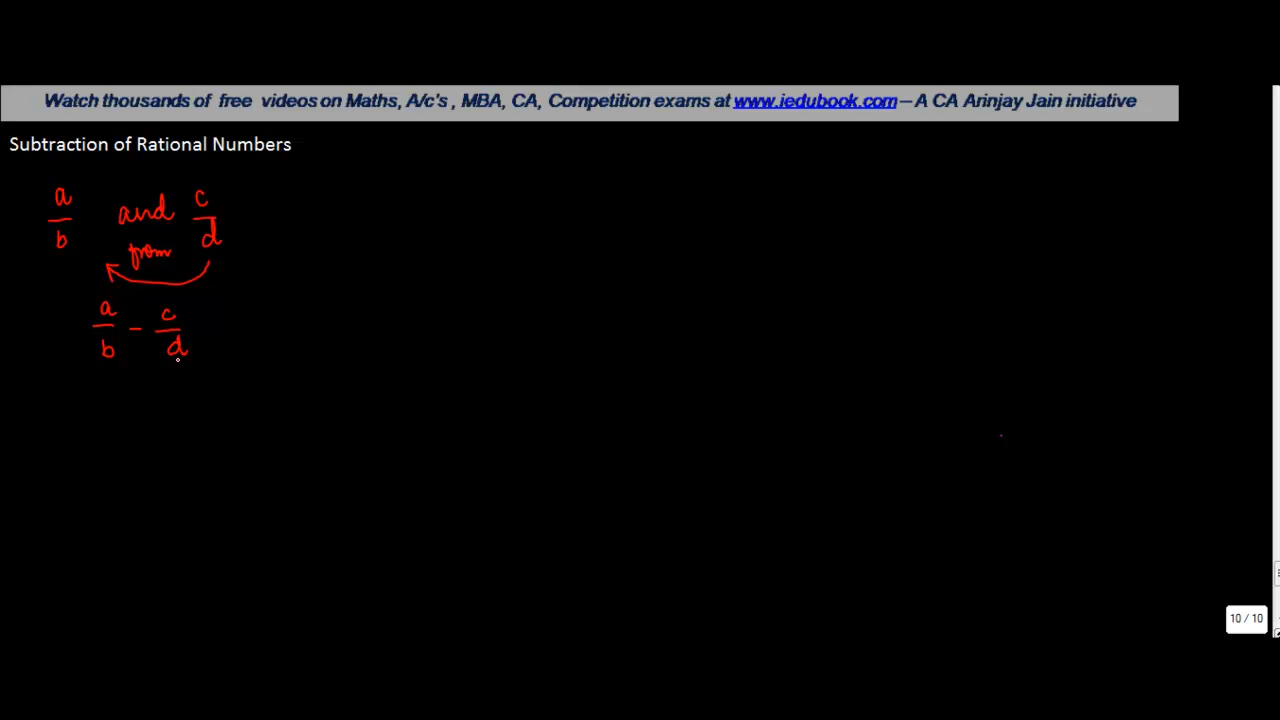 Watch thousands of free videos on Maths, A/c's , MBA, CA, Competition exams at www.iedubook.com – A CA Arinjay Jain initiative
Subtraction of Rational Numbers
a/b and c/d
from
a/b - c/d
10 / 10